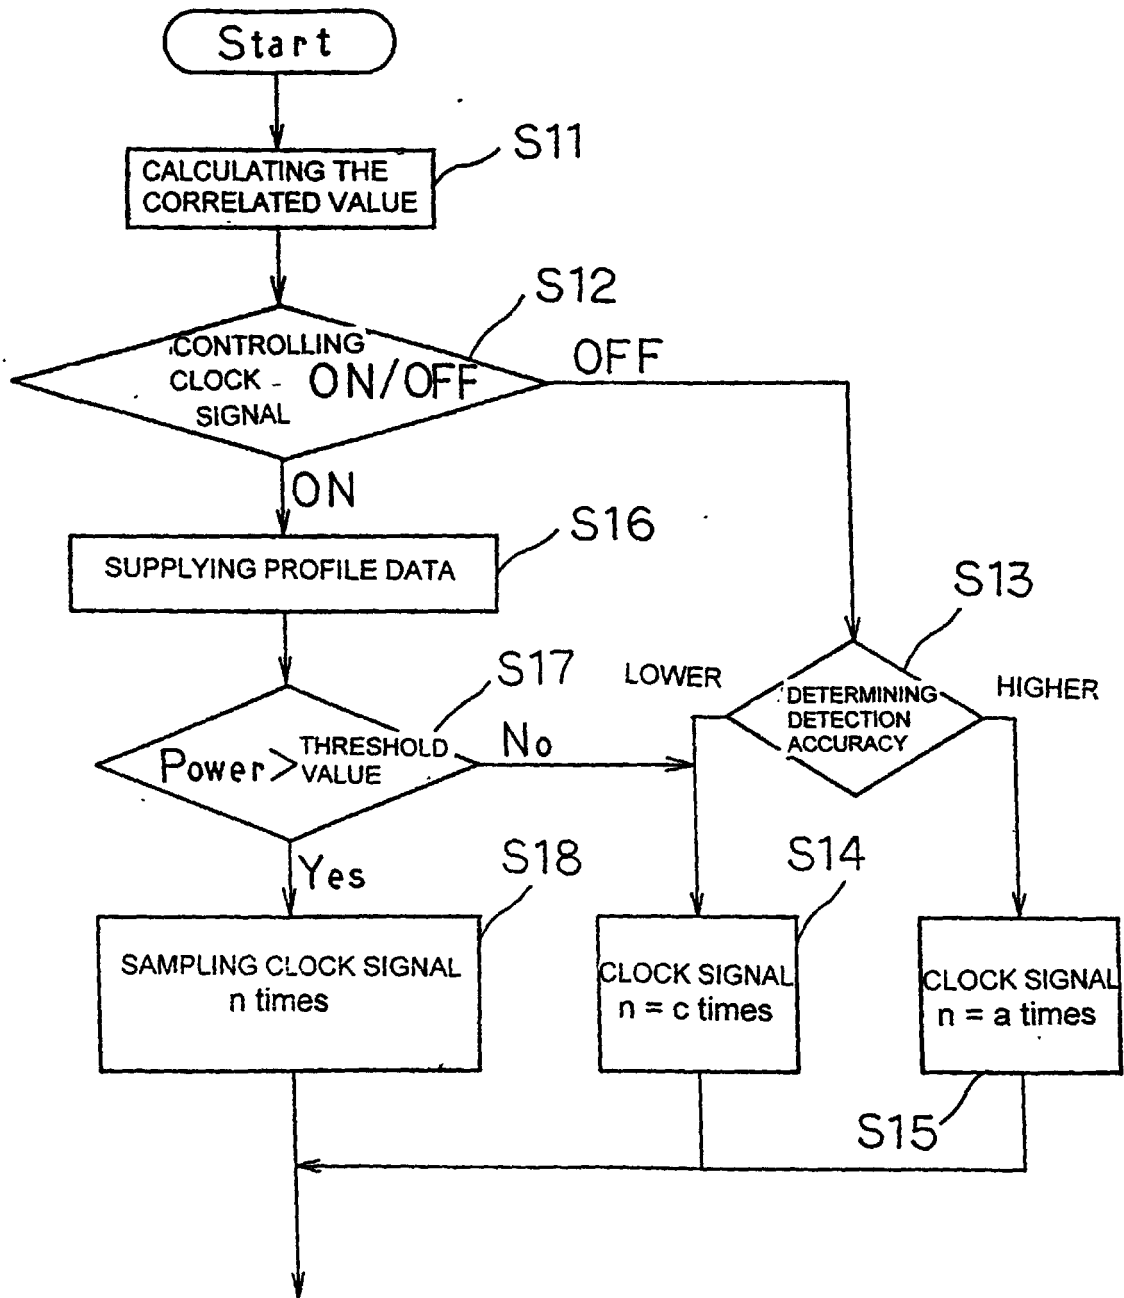 Start
S11
CALCULATING THE
CORRELATED VALUE
S12
CONTROLLING
CLOCK ON/OFF
SIGNAL
OFF
ON
S16
SUPPLYING PROFILE DATA
S13
S17
LOWER
HIGHER
DETERMINING
DETECTION
ACCURACY
Power > THRESHOLD
VALUE
No
Yes
S18
S14
SAMPLING CLOCK SIGNAL
n times
CLOCK SIGNAL
n = c times
CLOCK SIGNAL
n = a times
S15